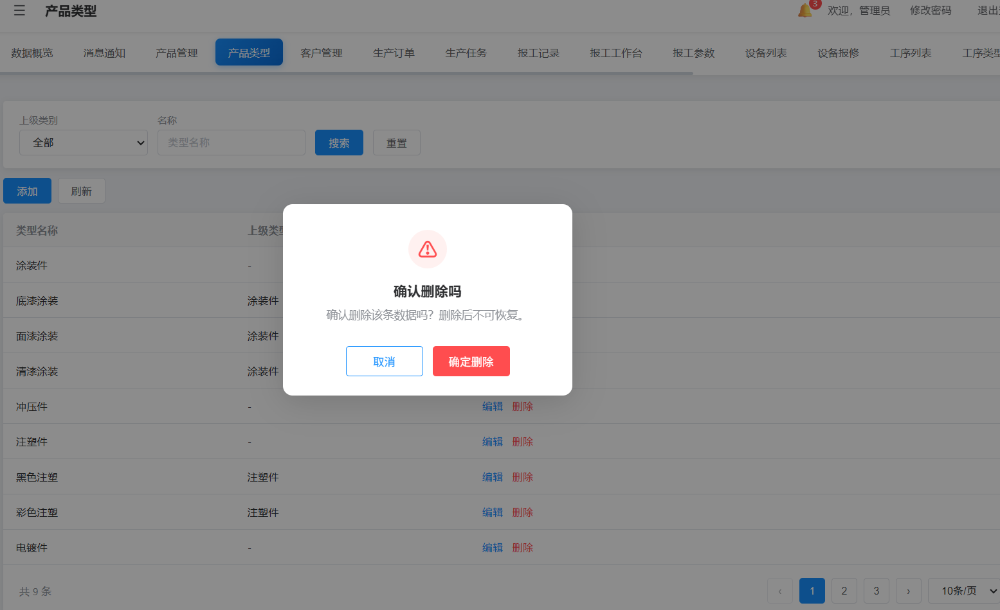 ☰ 产品类型 3 欢迎，管理员 修改密码 退出
数据概览 消息通知 产品管理 产品类型 客户管理 生产订单 生产任务 报工记录 报工工作台 报工参数 设备列表 设备报修 工序列表 工序类型
上级类别 名称
全部 类型名称 搜索 重置
添加 刷新
类型名称 上级类型
涂装件 -
底漆涂装 涂装件
面漆涂装 涂装件
清漆涂装 涂装件
确认删除吗
确认删除该条数据吗？删除后不可恢复。
取消 确定删除
冲压件 - 编辑 删除
注塑件 - 编辑 删除
黑色注塑 注塑件 编辑 删除
彩色注塑 注塑件 编辑 删除
电镀件 - 编辑 删除
共 9 条 ‹ 1 2 3 › 10条/页